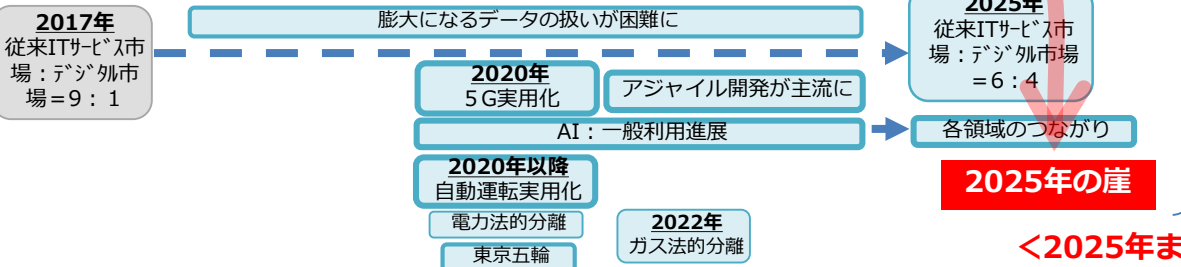 2017年
従来ITｻｰﾋﾞｽ市
場：ﾃﾞｼﾞﾀﾙ市
場＝9：1
膨大になるデータの扱いが困難に
2025年
従来ITｻｰﾋﾞｽ市
場：ﾃﾞｼﾞﾀﾙ市場
＝6：4
2020年
５G実用化
アジャイル開発が主流に
AI：一般利用進展
各領域のつながり
2020年以降
自動運転実用化
2025年の崖
電力法的分離
2022年
ガス法的分離
東京五輪
＜2025年ま